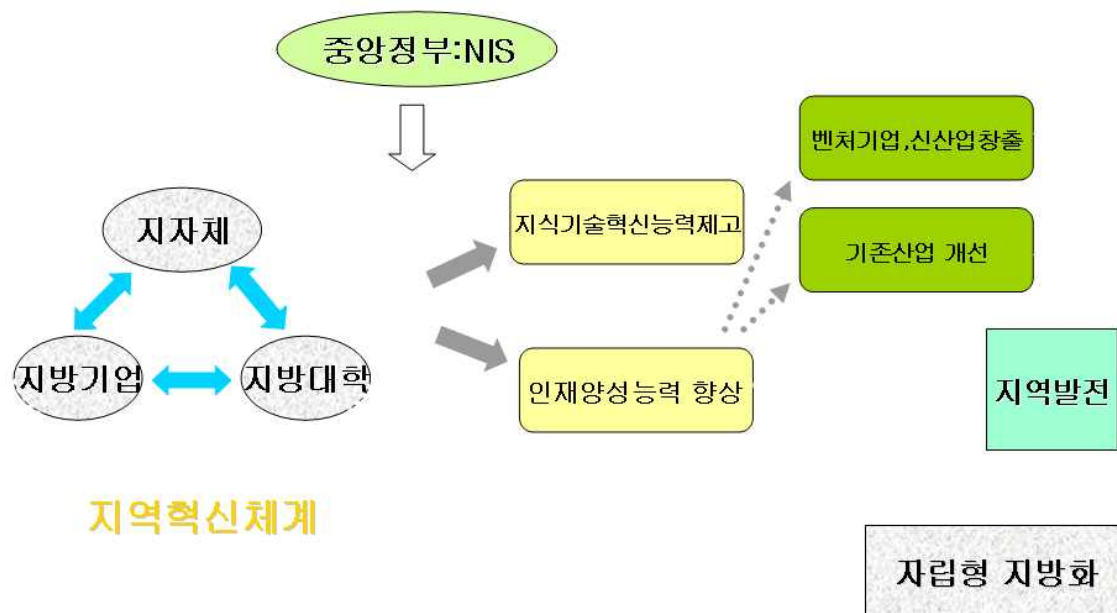 중앙정부:NIS
벤처기업,신산업창출
지자체
지식기술혁신능력제고
기존산업 개선
지방기업
지방대학
인재양성능력 향상
지역발전
지역혁신체계
자립형 지방화